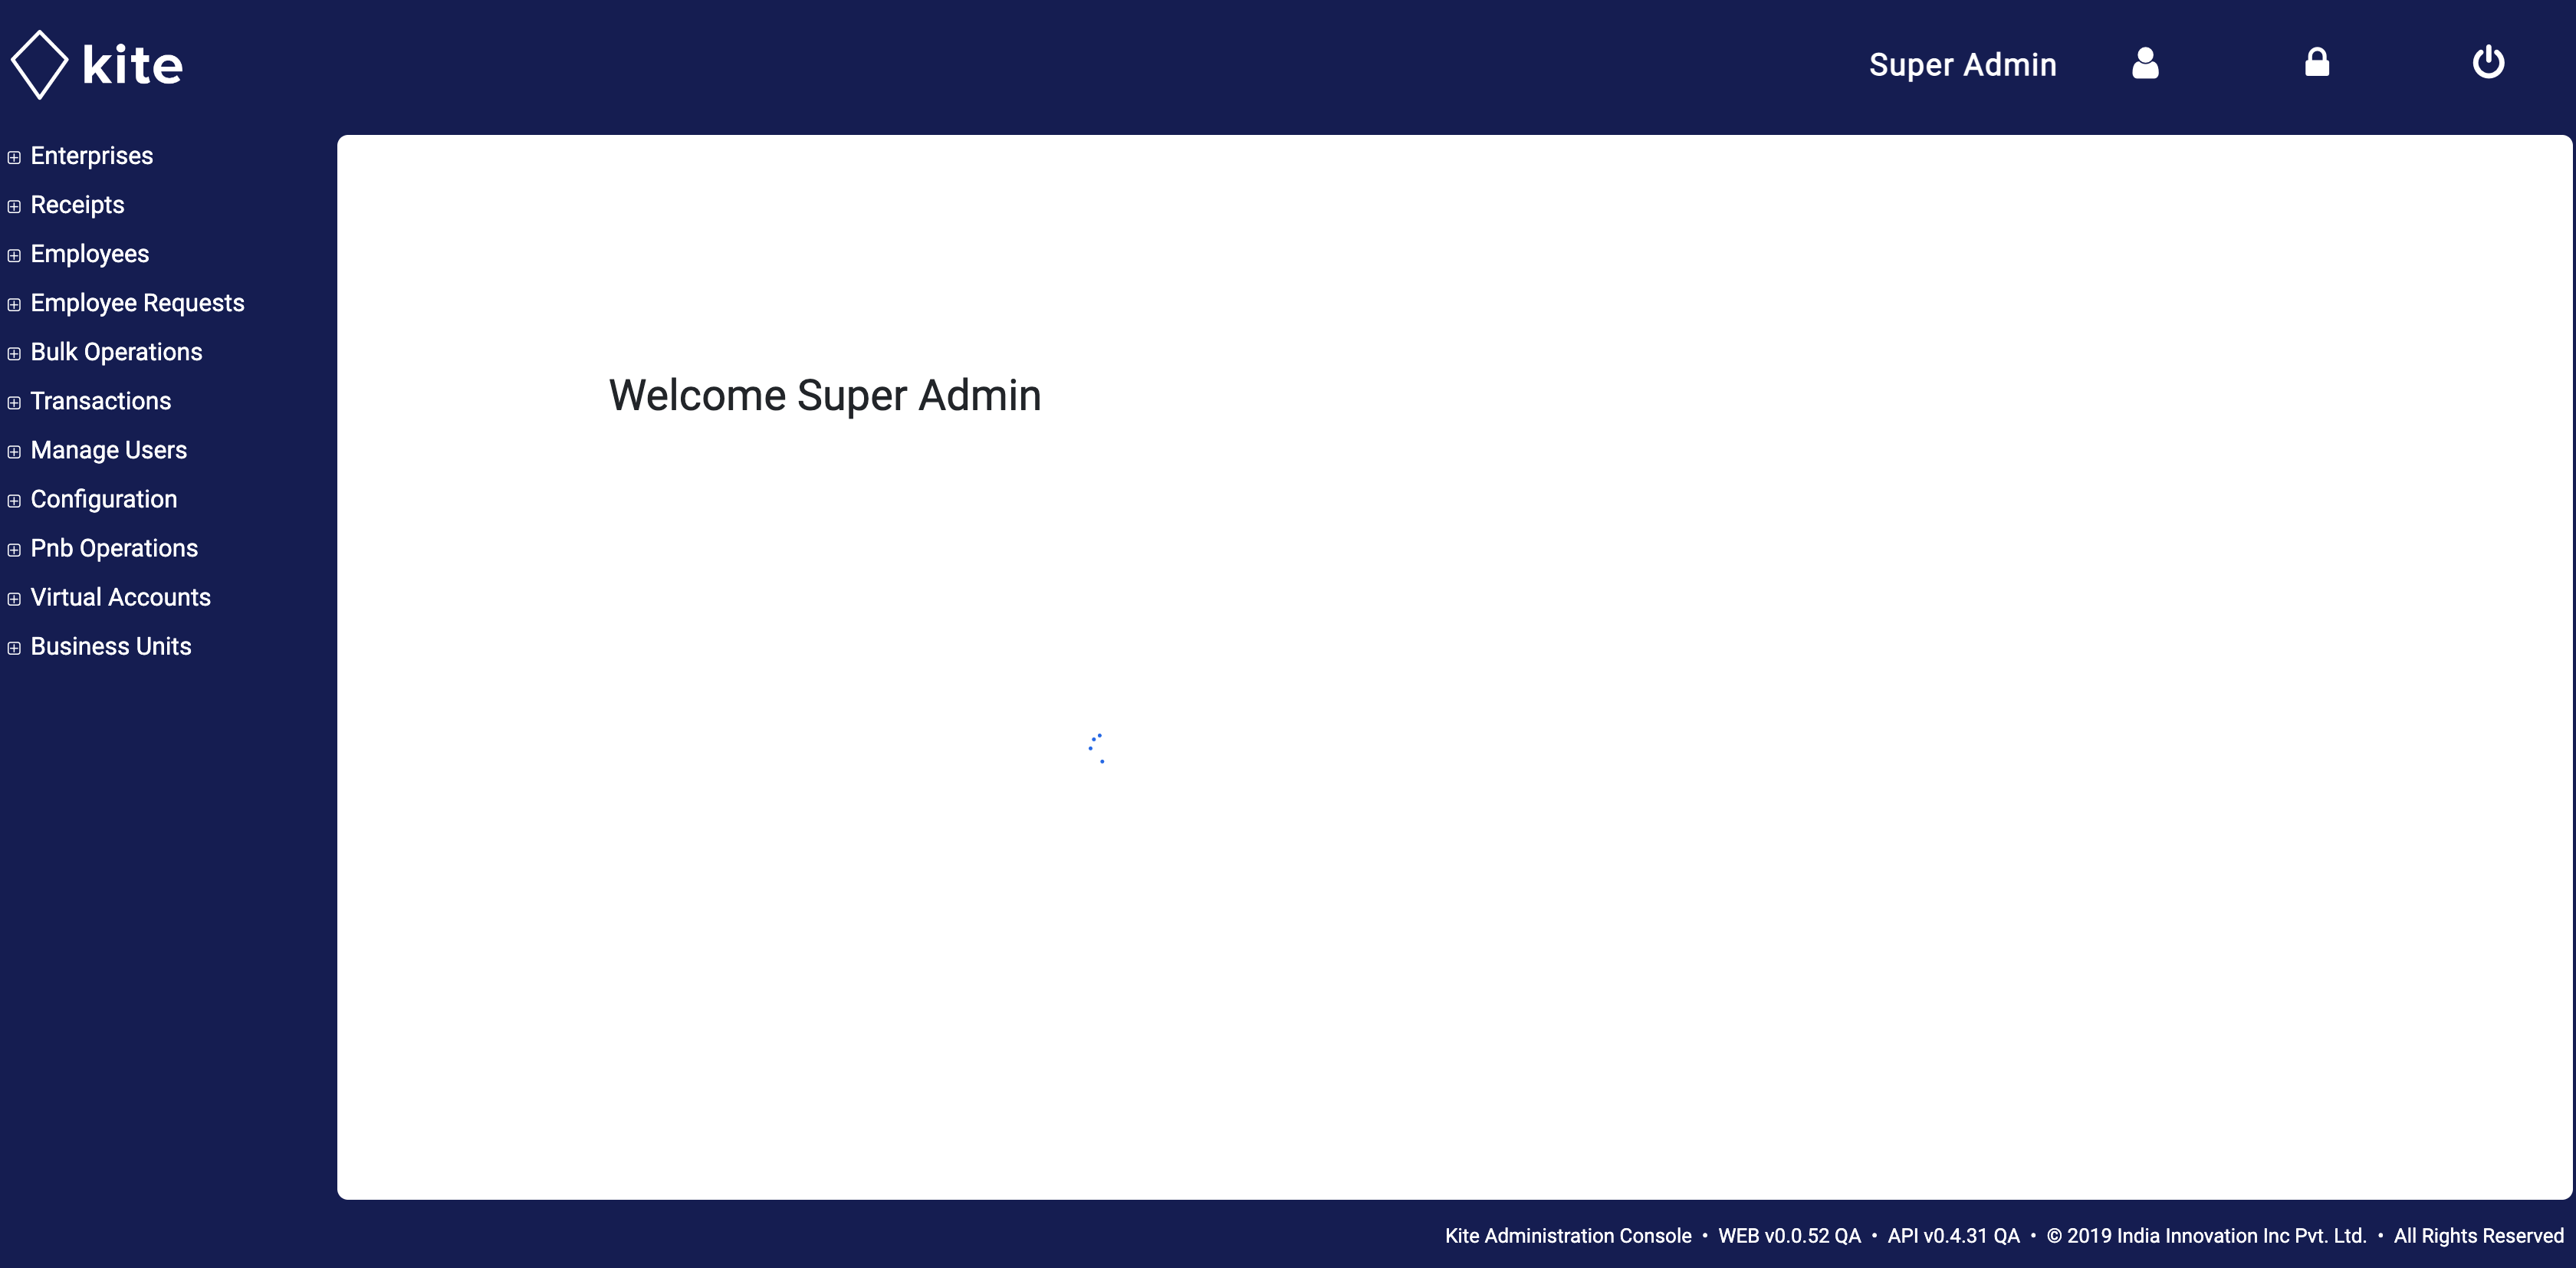 kite
Super Admin
Enterprises
Receipts
Employees
Employee Requests
Bulk Operations
Transactions
Manage Users
Configuration
Pnb Operations
Virtual Accounts
Business Units
Welcome Super Admin
Kite Administration Console • WEB v0.0.52 QA • API v0.4.31 QA • © 2019 India Innovation Inc Pvt. Ltd. • All Rights Reserved